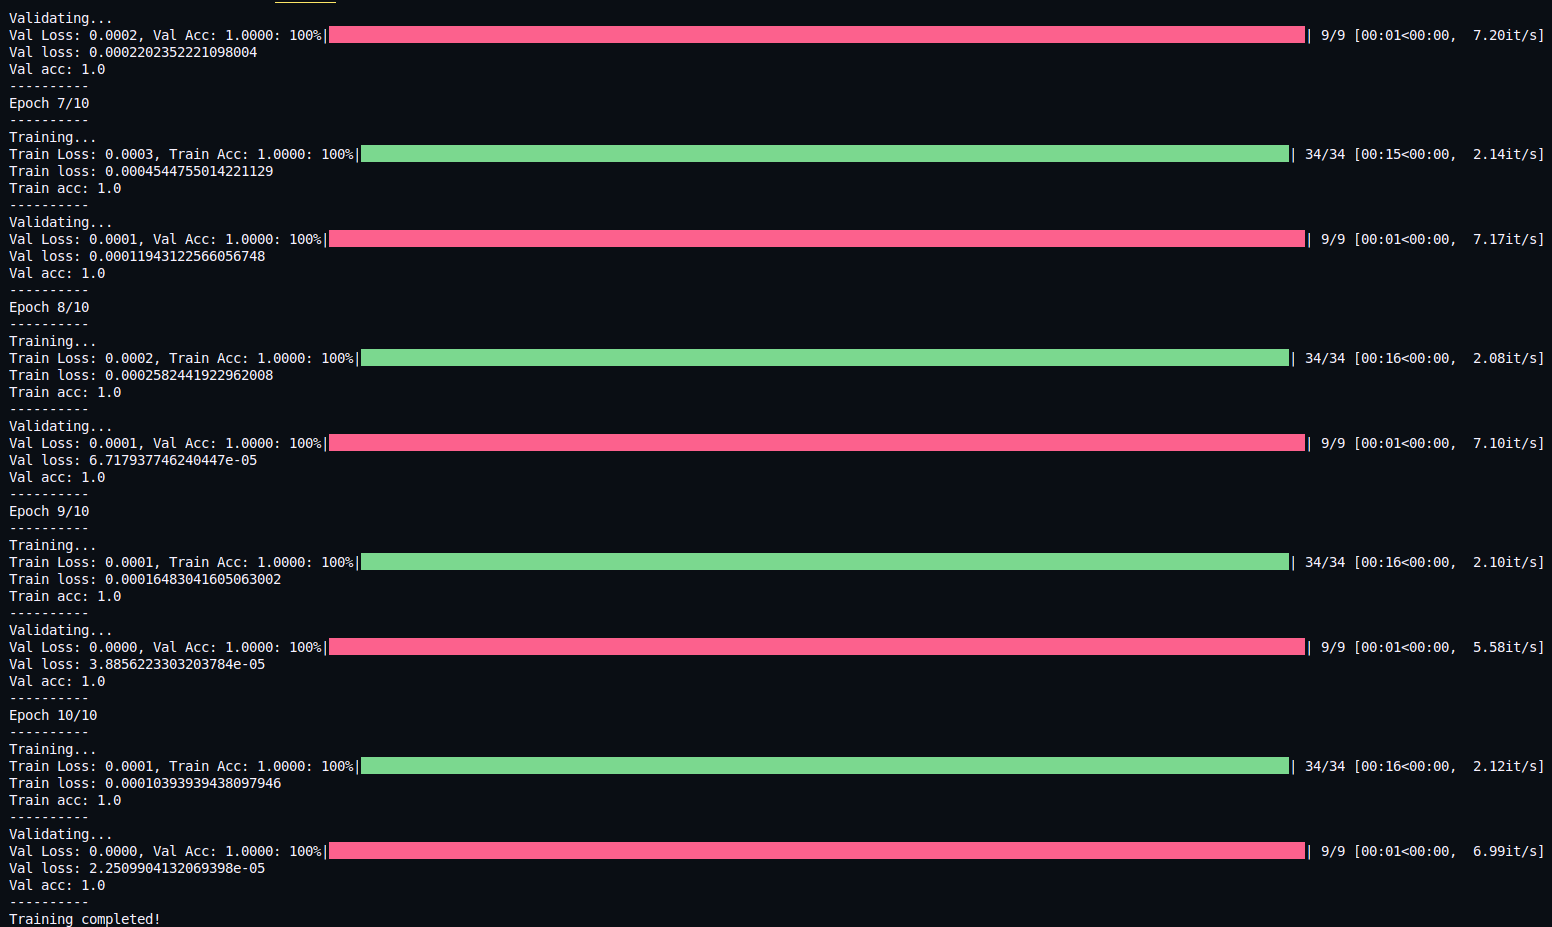 Validating...
Val Loss: 0.0002, Val Acc: 1.0000: 100%| | 9/9 [00:01<00:00,  7.20it/s]
Val loss: 0.0002202352221098004
Val acc: 1.0
----------
Epoch 7/10
----------
Training...
Train Loss: 0.0003, Train Acc: 1.0000: 100%| | 34/34 [00:15<00:00,  2.14it/s]
Train loss: 0.0004544755014221129
Train acc: 1.0
----------
Validating...
Val Loss: 0.0001, Val Acc: 1.0000: 100%| | 9/9 [00:01<00:00,  7.17it/s]
Val loss: 0.00011943122566056748
Val acc: 1.0
----------
Epoch 8/10
----------
Training...
Train Loss: 0.0002, Train Acc: 1.0000: 100%| | 34/34 [00:16<00:00,  2.08it/s]
Train loss: 0.0002582441922962008
Train acc: 1.0
----------
Validating...
Val Loss: 0.0001, Val Acc: 1.0000: 100%| | 9/9 [00:01<00:00,  7.10it/s]
Val loss: 6.717937746240447e-05
Val acc: 1.0
----------
Epoch 9/10
----------
Training...
Train Loss: 0.0001, Train Acc: 1.0000: 100%| | 34/34 [00:16<00:00,  2.10it/s]
Train loss: 0.00016483041605063002
Train acc: 1.0
----------
Validating...
Val Loss: 0.0000, Val Acc: 1.0000: 100%| | 9/9 [00:01<00:00,  5.58it/s]
Val loss: 3.8856223303203784e-05
Val acc: 1.0
----------
Epoch 10/10
----------
Training...
Train Loss: 0.0001, Train Acc: 1.0000: 100%| | 34/34 [00:16<00:00,  2.12it/s]
Train loss: 0.00010393939438097946
Train acc: 1.0
----------
Validating...
Val Loss: 0.0000, Val Acc: 1.0000: 100%| | 9/9 [00:01<00:00,  6.99it/s]
Val loss: 2.2509904132069398e-05
Val acc: 1.0
----------
Training completed!